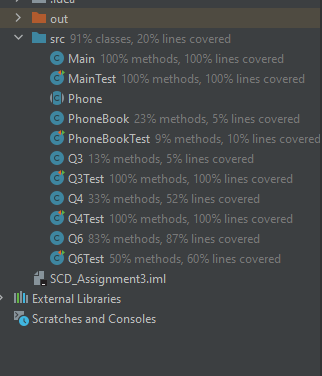 out
src 91% classes, 20% lines covered
Main 100% methods, 100% lines covered
MainTest 100% methods, 100% lines covered
Phone
PhoneBook 23% methods, 5% lines covered
PhoneBookTest 9% methods, 10% lines covered
Q3 13% methods, 5% lines covered
Q3Test 100% methods, 100% lines covered
Q4 33% methods, 52% lines covered
Q4Test 100% methods, 100% lines covered
Q6 83% methods, 87% lines covered
Q6Test 50% methods, 60% lines covered
SCD_Assignment3.iml
External Libraries
Scratches and Consoles